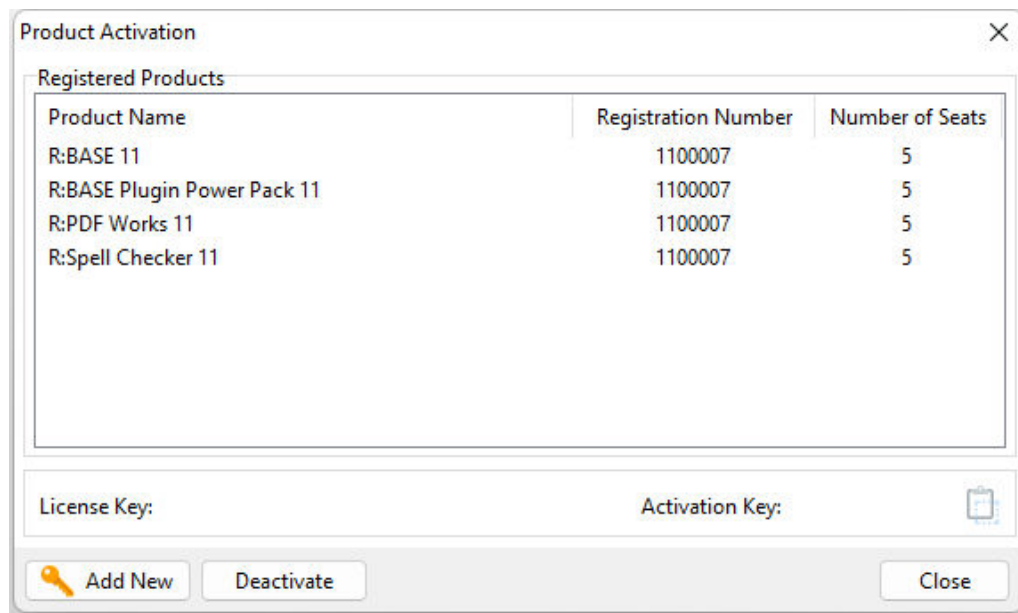 Product Activation
Registered Products
Product Name Registration Number Number of Seats
R:BASE 11 1100007 5
R:BASE Plugin Power Pack 11 1100007 5
R:PDF Works 11 1100007 5
R:Spell Checker 11 1100007 5
License Key: Activation Key:
Add New Deactivate Close